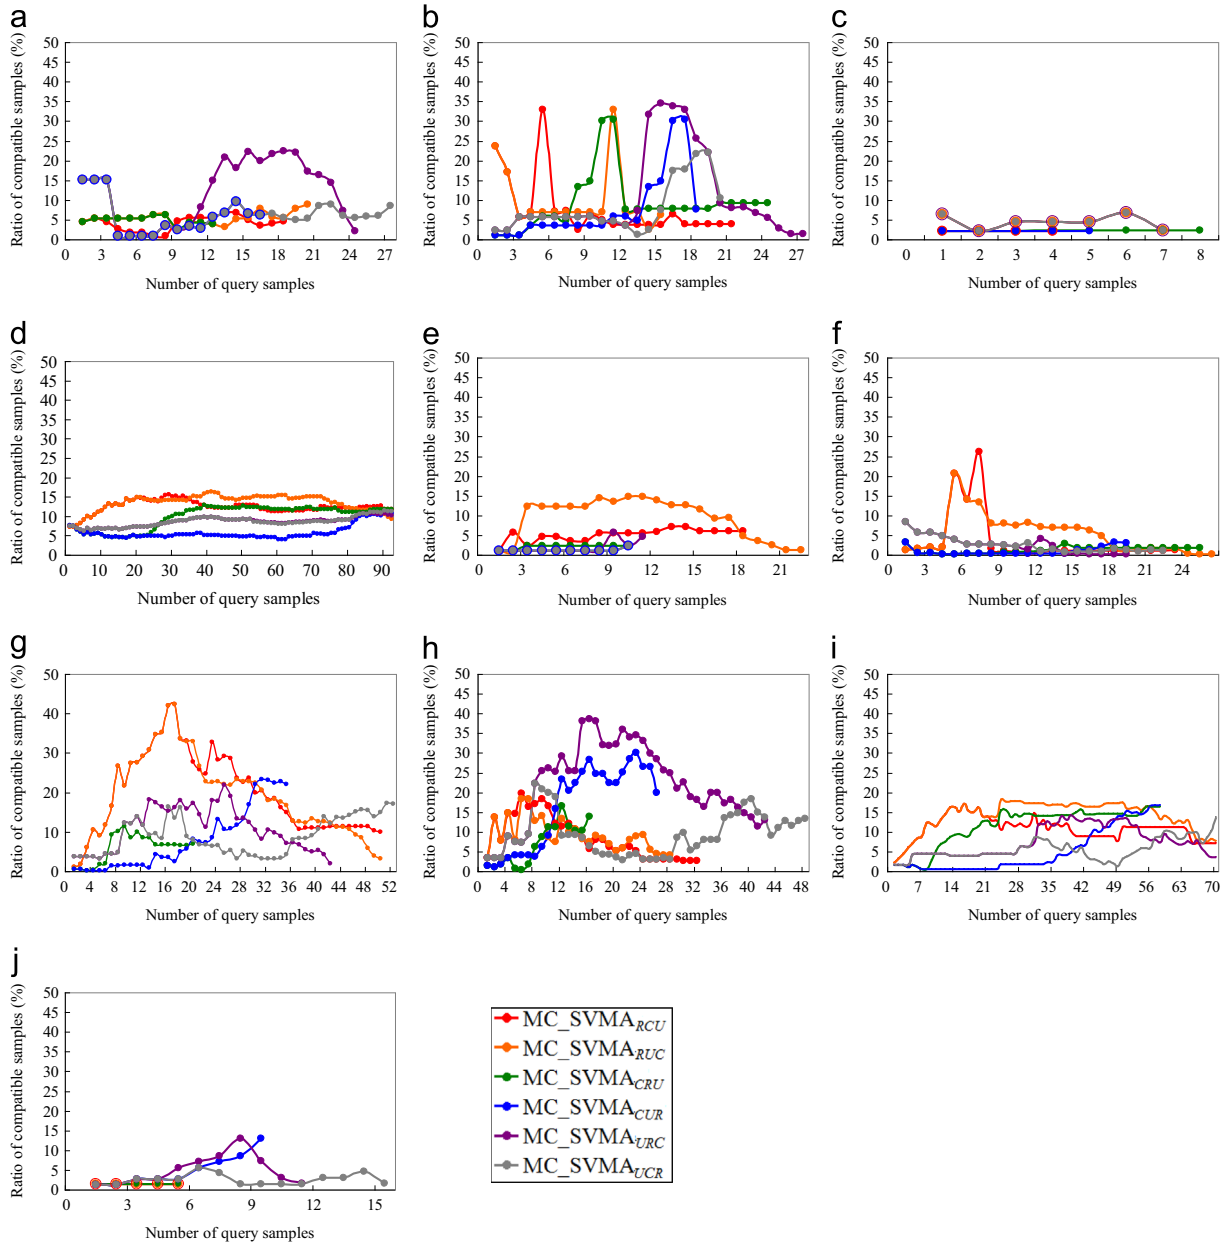 a
Ratio of compatible samples (%)
50
45
40
35
30
25
20
15
10
5
0
0 3 6 9 12 15 18 21 24 27
Number of query samples
b
Ratio of compatible samples (%)
50
45
40
35
30
25
20
15
10
5
0
0 3 6 9 12 15 18 21 24 27
Number of query samples
c
Ratio of compatible samples (%)
50
45
40
35
30
25
20
15
10
5
0
0 1 2 3 4 5 6 7 8
Number of query samples
d
Ratio of compatible samples (%)
50
45
40
35
30
25
20
15
10
5
0
0 10 20 30 40 50 60 70 80 90
Number of query samples
e
Ratio of compatible samples (%)
50
45
40
35
30
25
20
15
10
5
0
0 3 6 9 12 15 18 21
Number of query samples
f
Ratio of compatible samples (%)
50
45
40
35
30
25
20
15
10
5
0
0 3 6 9 12 15 18 21 24
Number of query samples
g
Ratio of compatible samples (%)
50
40
30
20
10
0
0 4 8 12 16 20 24 28 32 36 40 44 48 52
Number of query samples
h
Ratio of compatible samples (%)
50
45
40
35
30
25
20
15
10
5
0
0 4 8 12 16 20 24 28 32 36 40 44 48
Number of query samples
i
Ratio of compatible samples (%)
50
45
40
35
30
25
20
15
10
5
0
0 7 14 21 28 35 42 49 56 63 70
Number of query samples
j
Ratio of compatible samples (%)
50
45
40
35
30
25
20
15
10
5
0
0 3 6 9 12 15
Number of query samples
MC_SVMA RCU
MC_SVMA RUC
MC_SVMA CRU
MC_SVMA CUR
MC_SVMA URC
MC_SVMA UCR